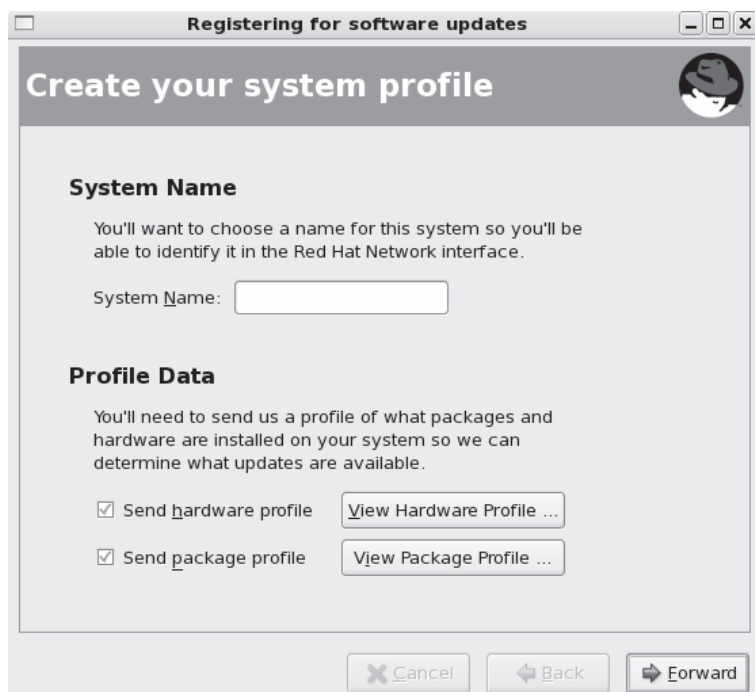 Registering for software updates
Create your system profile
System Name
You'll want to choose a name for this system so you'll be
able to identify it in the Red Hat Network interface.
System Name:
Profile Data
You'll need to send us a profile of what packages and
hardware are installed on your system so we can
determine what updates are available.
Send hardware profile View Hardware Profile ...
Send package profile View Package Profile ...
Cancel Back Forward